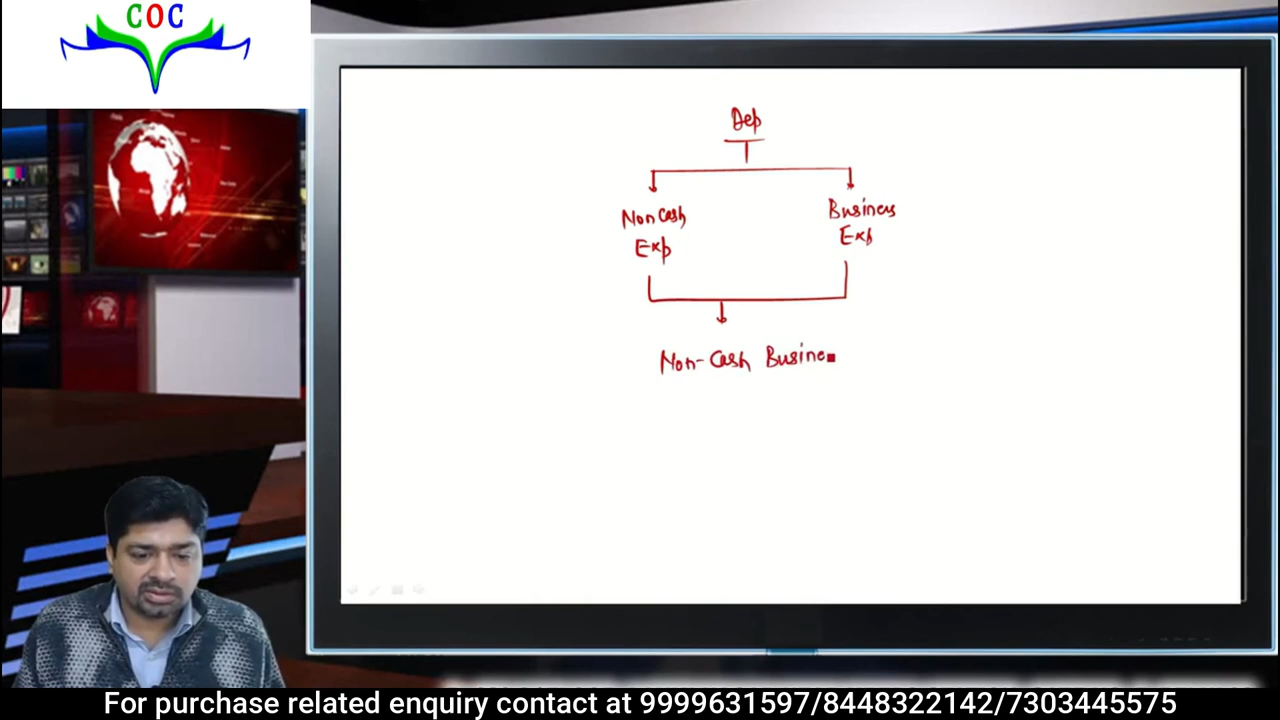 COC
Dep
Non Cash
Exp
Business
Exp
Non-Cash Busine
For purchase related enquiry contact at 9999631597/8448322142/7303445575